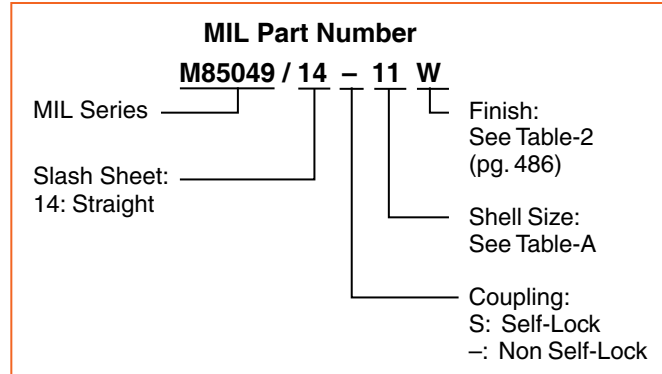 MIL Part Number
M85049 / 14 – 11 W
MIL Series
Slash Sheet:
14: Straight
Finish:
See Table-2
(pg. 486)
Shell Size:
See Table-A
Coupling:
S: Self-Lock
–: Non Self-Lock